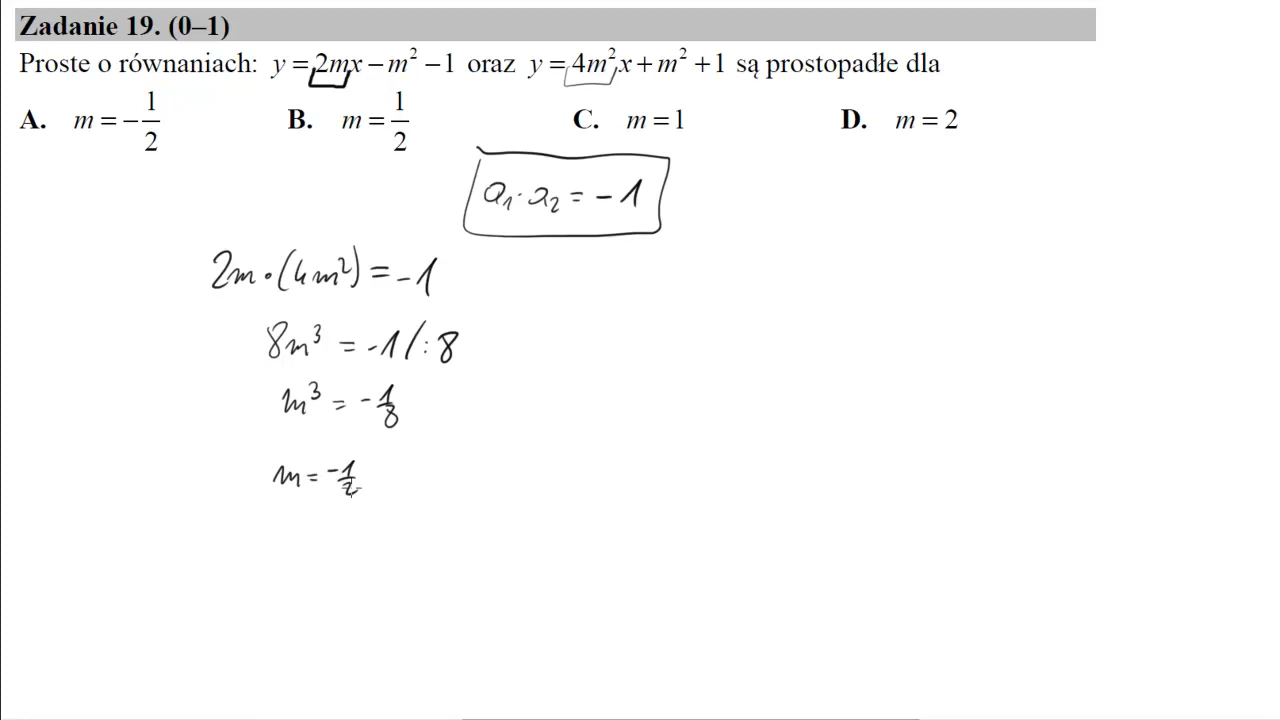 Zadanie 19. (0–1)
Proste o równaniach: y = 2mx − m² − 1 oraz y = 4m²x + m² + 1 są prostopadłe dla
A. m = −1/2 B. m = 1/2 C. m = 1 D. m = 2
a₁·a₂ = −1
2m·(4m²) = −1
8m³ = −1 /:8
m³ = −1/8
m = −1/2